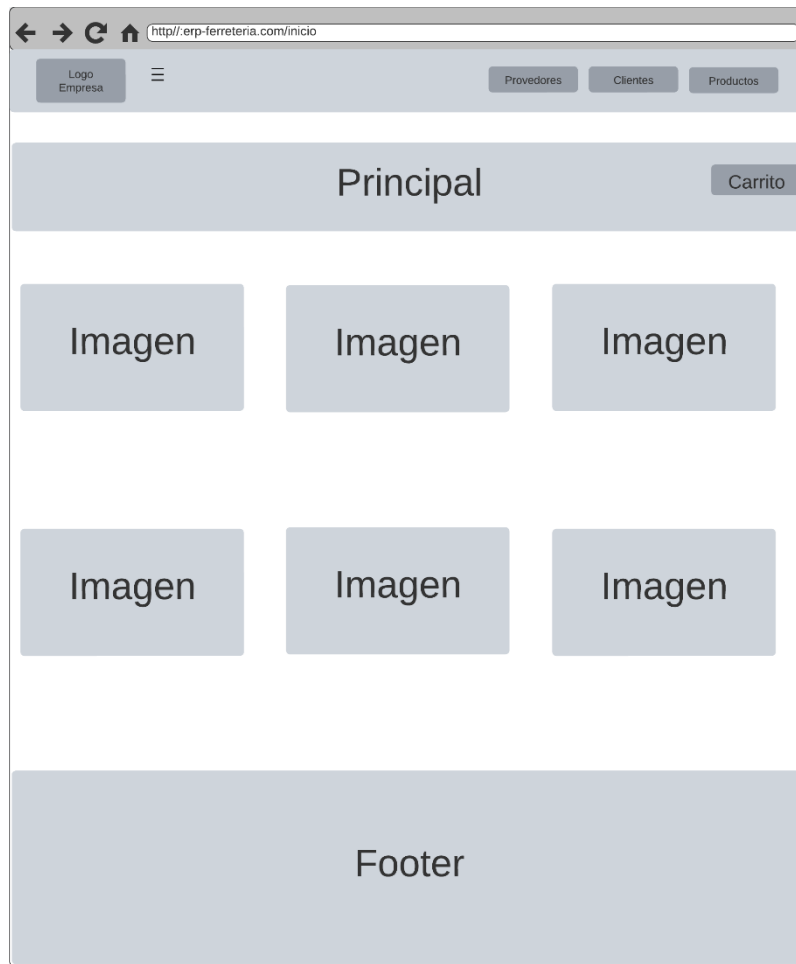 http//:erp-ferreteria.com/inicio
Logo
Empresa
Provedores
Clientes
Productos
Principal
Carrito
Imagen
Imagen
Imagen
Imagen
Imagen
Imagen
Footer